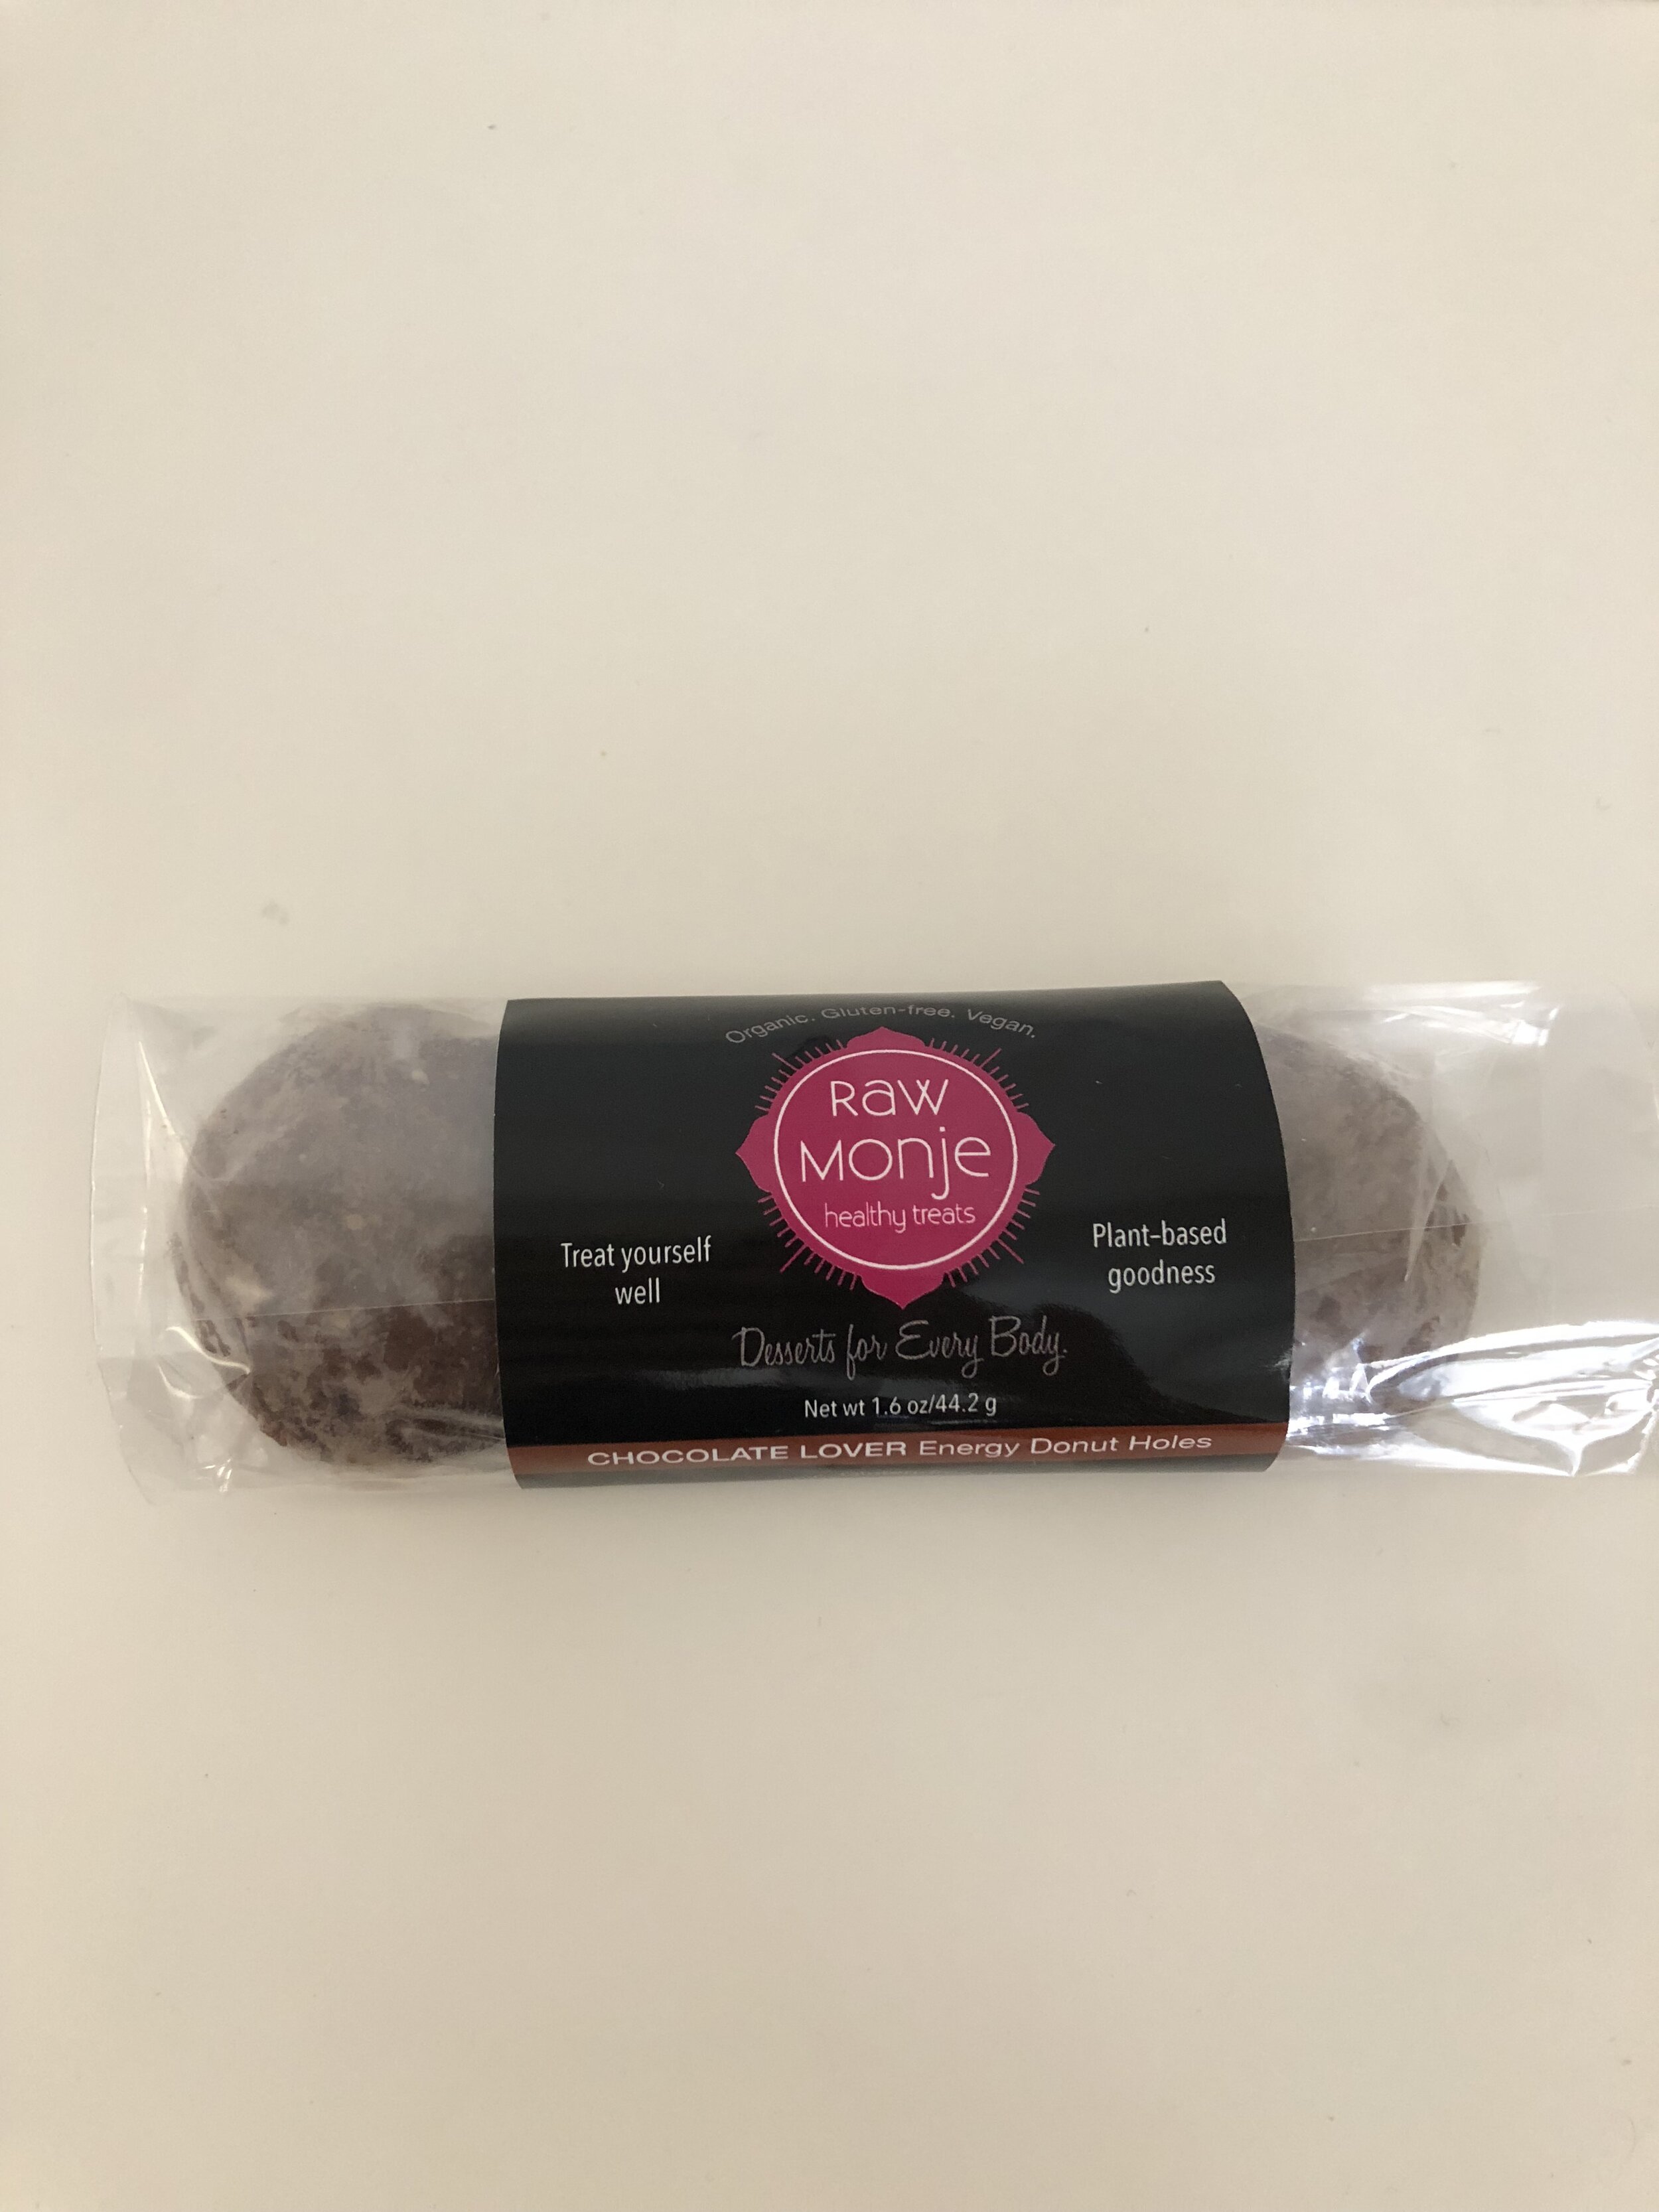 Organic. Gluten-free. Vegan.
Raw
Monje
healthy treats
Treat yourself
well
Plant-based
goodness
Desserts for Every Body.
Net wt 1.6 oz/44.2 g
CHOCOLATE LOVER Energy Donut Holes